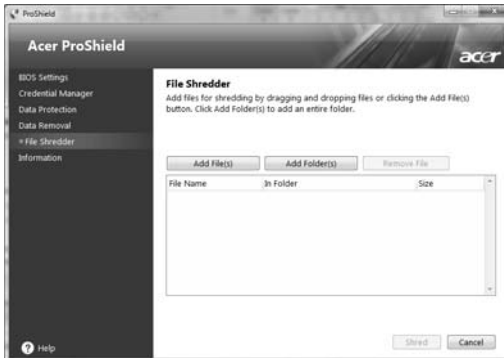 ProShield
Acer ProShield
acer
BIOS Settings
Credential Manager
Data Protection
Data Removal
File Shredder
Information
File Shredder
Add files for shredding by dragging and dropping files or clicking the Add File(s)
button. Click Add Folder(s) to add an entire folder.
Add File(s)
Add Folder(s)
Remove File
File Name
In Folder
Size
Help
Shred
Cancel